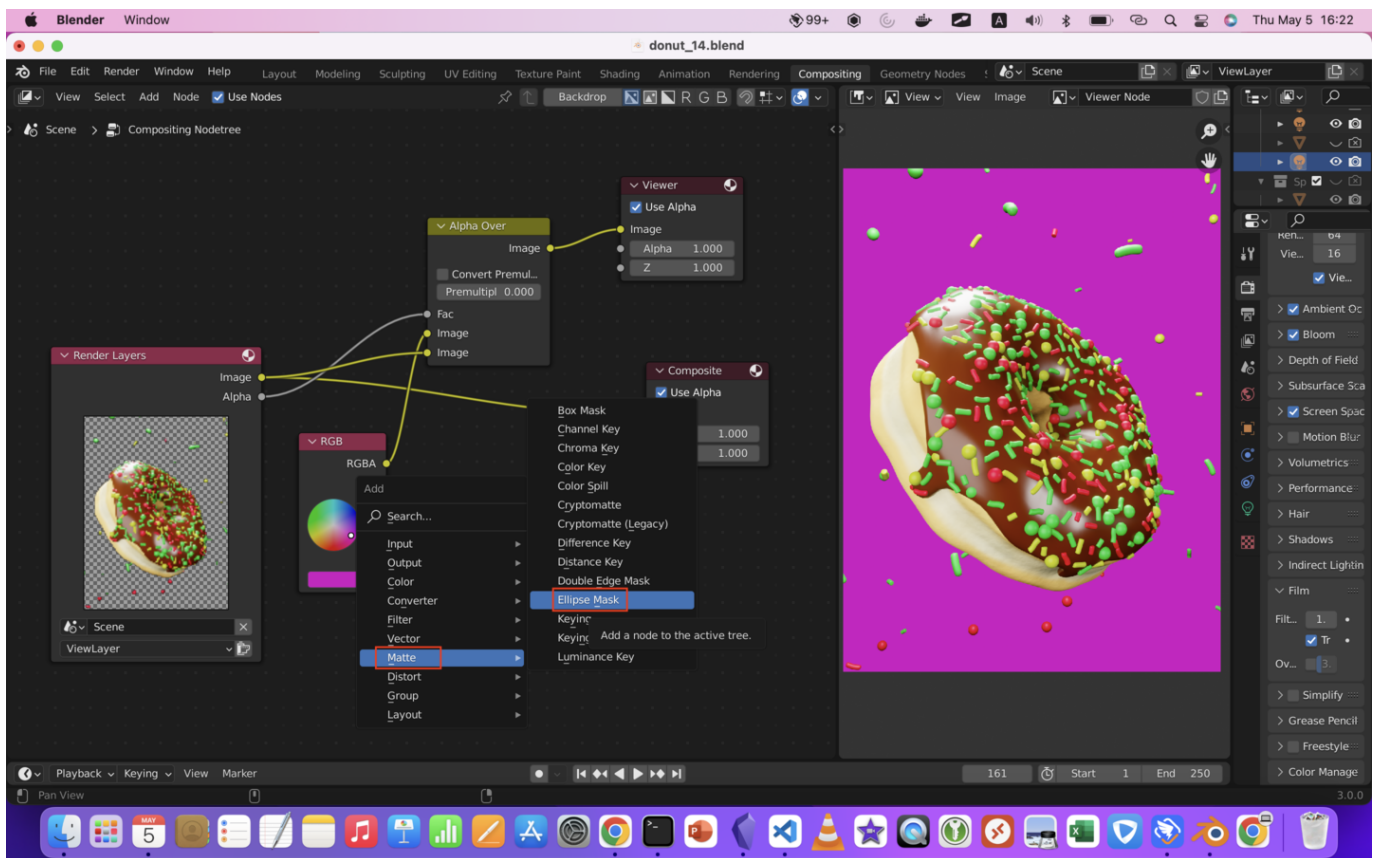 Blender Window 99+ A Thu May 5 16:22
donut_14.blend
File Edit Render Window Help Layout Modeling Sculpting UV Editing Texture Paint Shading Animation Rendering Compositing Geometry Nodes Scene ViewLayer
View Select Add Node Use Nodes Backdrop R G B View View Image Viewer Node
Scene > Compositing Nodetree
Sp
Viewer
Use Alpha
Image
Alpha 1.000
Z 1.000
Alpha Over
Image
Convert Premul...
Premultipl 0.000
Fac
Image
Image
Render Layers
Image
Alpha
Scene
ViewLayer
RGB
RGBA
Composite
Use Alpha
1.000
1.000
Add
Search...
Input
Output
Color
Converter
Filter
Vector
Matte
Distort
Group
Layout
Box Mask
Channel Key
Chroma Key
Color Key
Color Spill
Cryptomatte
Cryptomatte (Legacy)
Difference Key
Distance Key
Double Edge Mask
Ellipse Mask
Keying
Keying
Add a node to the active tree.
Luminance Key
Ren... 64
Vie... 16
Vie...
Ambient Oc
Bloom
Depth of Field
Subsurface Sca
Screen Spac
Motion Blur
Volumetrics
Performance
Hair
Shadows
Indirect Lightin
Film
Filt... 1.
Tr
Ov... 3.
Simplify
Grease Pencil
Freestyle
Color Manage
Playback Keying View Marker 161 Start 1 End 250
Pan View 3.0.0
MAY
5